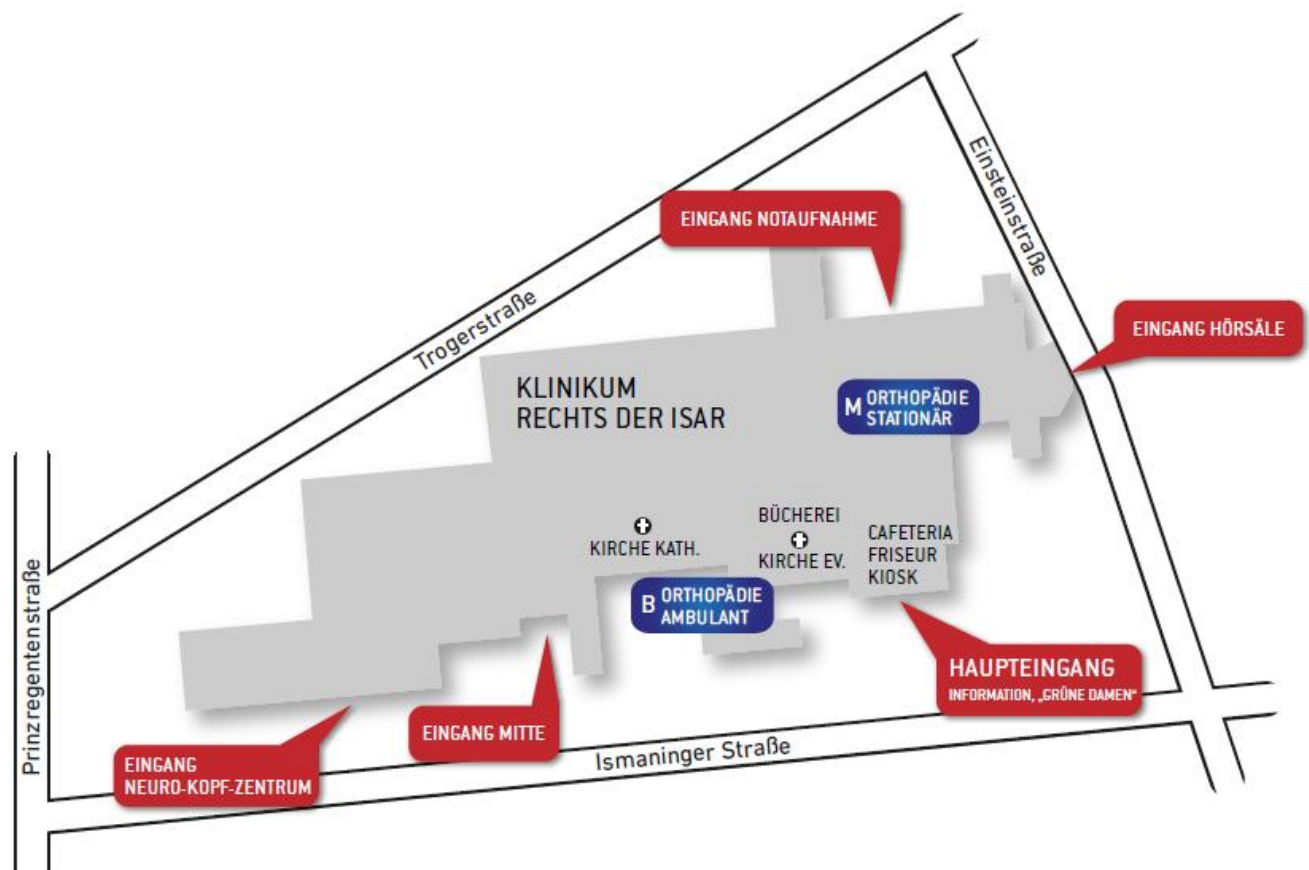 Einsteinstraße
EINGANG NOTAUFNAHME
Trogerstraße
EINGANG HÖRSÄLE
KLINIKUM
RECHTS DER ISAR
M ORTHOPÄDIE
STATIONÄR
BÜCHEREI
KIRCHE KATH.
KIRCHE EV.
CAFETERIA
FRISEUR
KIOSK
B ORTHOPÄDIE
AMBULANT
Prinzregentenstraße
HAUPTEINGANG
INFORMATION, „GRÜNE DAMEN“
EINGANG MITTE
Ismaninger Straße
EINGANG
NEURO-KOPF-ZENTRUM